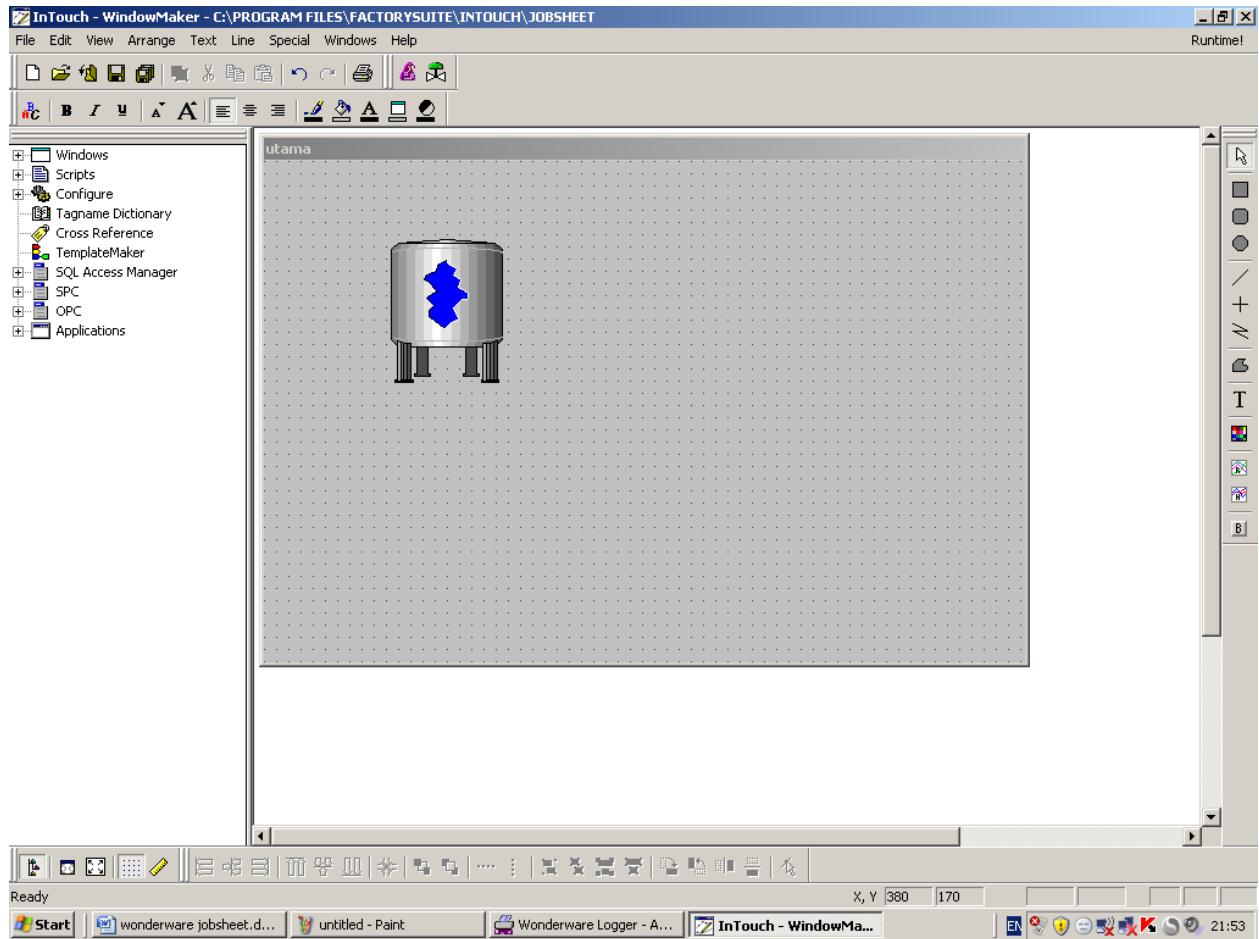 InTouch - WindowMaker - C:\PROGRAM FILES\FACTORYSUITE\INTOUCH\JOBSHEET
File Edit View Arrange Text Line Special Windows Help Runtime!
utama
Windows
Scripts
Configure
Tagname Dictionary
Cross Reference
TemplateMaker
SQL Access Manager
SPC
OPC
Applications
Ready
X, Y 380 170
Start wonderware jobsheet.d... untitled - Paint Wonderware Logger - A... InTouch - WindowMa... EN 21:53